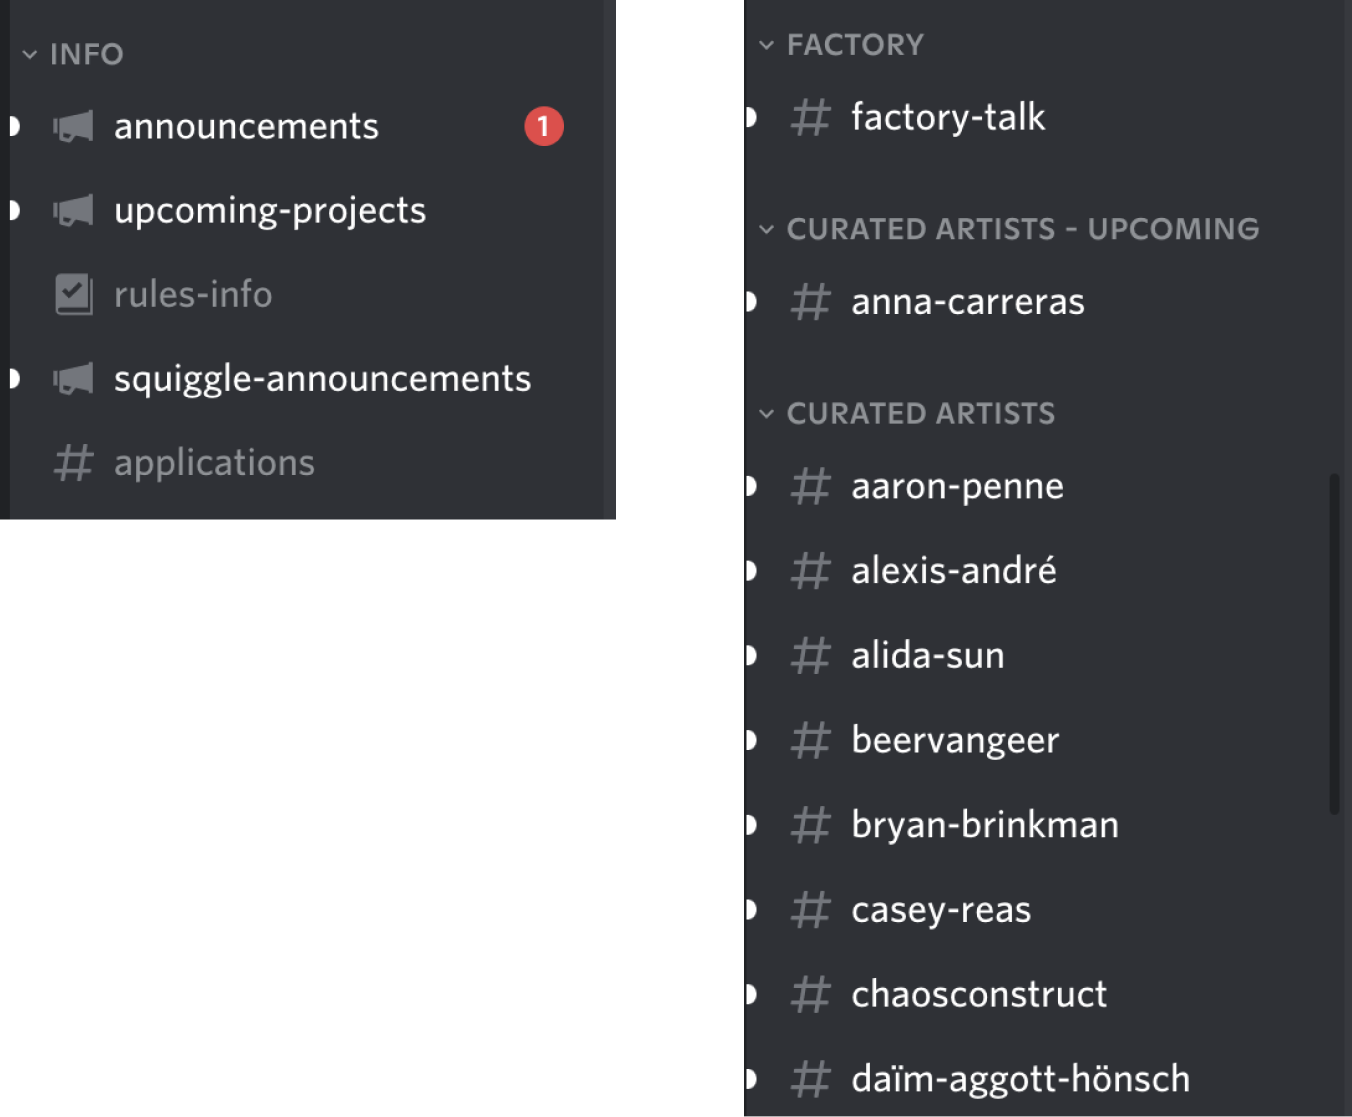 INFO
announcements
1
upcoming-projects
rules-info
squiggle-announcements
applications
FACTORY
factory-talk
CURATED ARTISTS - UPCOMING
anna-carreras
CURATED ARTISTS
aaron-penne
alexis-andré
alida-sun
beervangeer
bryan-brinkman
casey-reas
chaosconstruct
daïm-aggott-hönsch